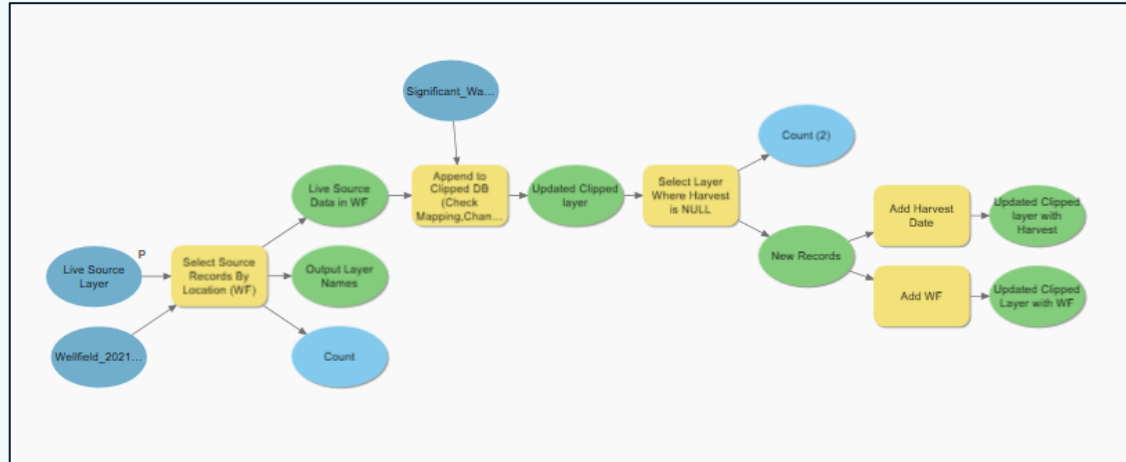 Significant_Wa...
Count (2)
Live Source
Data in WF
Append to
Clipped DB
(Check
Mapping,Chan...
Updated Clipped
layer
Select Layer
Where Harvest
is NULL
Add Harvest
Date
Updated Clipped
layer with
Harvest
P
Live Source
Layer
Select Source
Records By
Location (WF)
Output Layer
Names
New Records
Add WF
Updated Clipped
Layer with WF
Wellfield_2021...
Count